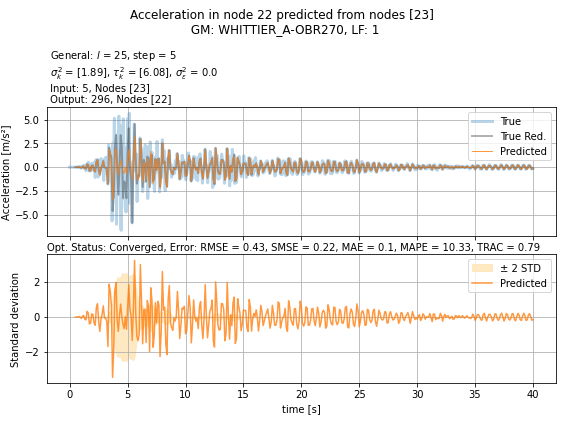 Acceleration in node 22 predicted from nodes [23]
GM: WHITTIER_A-OBR270, LF: 1
General: l = 25, step = 5
σ²ₖ = [1.89], τ²ₖ = [6.08], σ²ε = 0.0
Input: 5, Nodes [23]
Output: 296, Nodes [22]
Acceleration [m/s²]
5.0
2.5
0.0
−2.5
−5.0
True
True Red.
Predicted
Opt. Status: Converged, Error: RMSE = 0.43, SMSE = 0.22, MAE = 0.1, MAPE = 10.33, TRAC = 0.79
Standard deviation
2
0
−2
± 2 STD
Predicted
0 5 10 15 20 25 30 35 40
time [s]